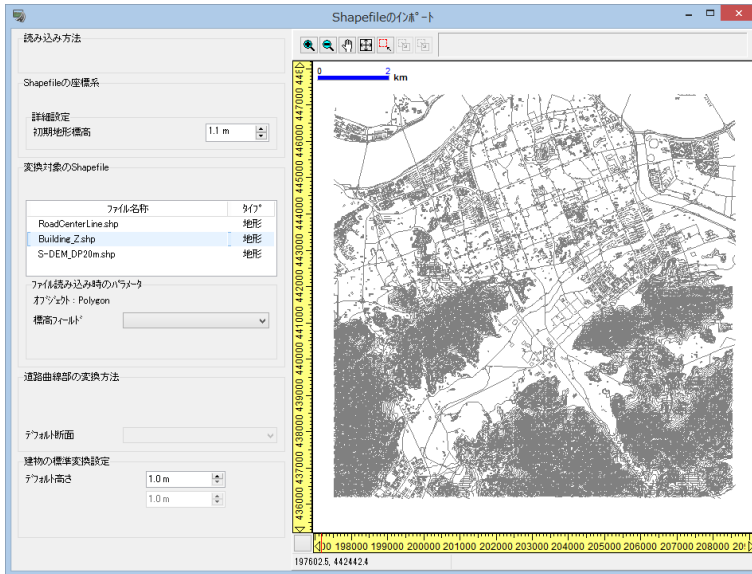 Shapefileのインポート
読み込み方法
Shapefileの座標系
詳細設定
初期地形標高
1.1 m
変換対象のShapefile
ファイル名称 タイプ
RoadCenterLine.shp 地形
Building_Z.shp 地形
S-DEM_DP20m.shp 地形
ファイル読み込み時のパラメータ
オブジェクト : Polygon
標高フィールド
道路曲線部の変換方法
デフォルト断面
建物の標準変換設定
デフォルト高さ
1.0 m
1.0 m
0 2 km
448
447000
446000
445000
444000
443000
442000
441000
440000
439000
438000
437000
436000
00 198000 199000 200000 201000 202000 203000 204000 205000 206000 207000 208000 20
197602.5, 442442.4